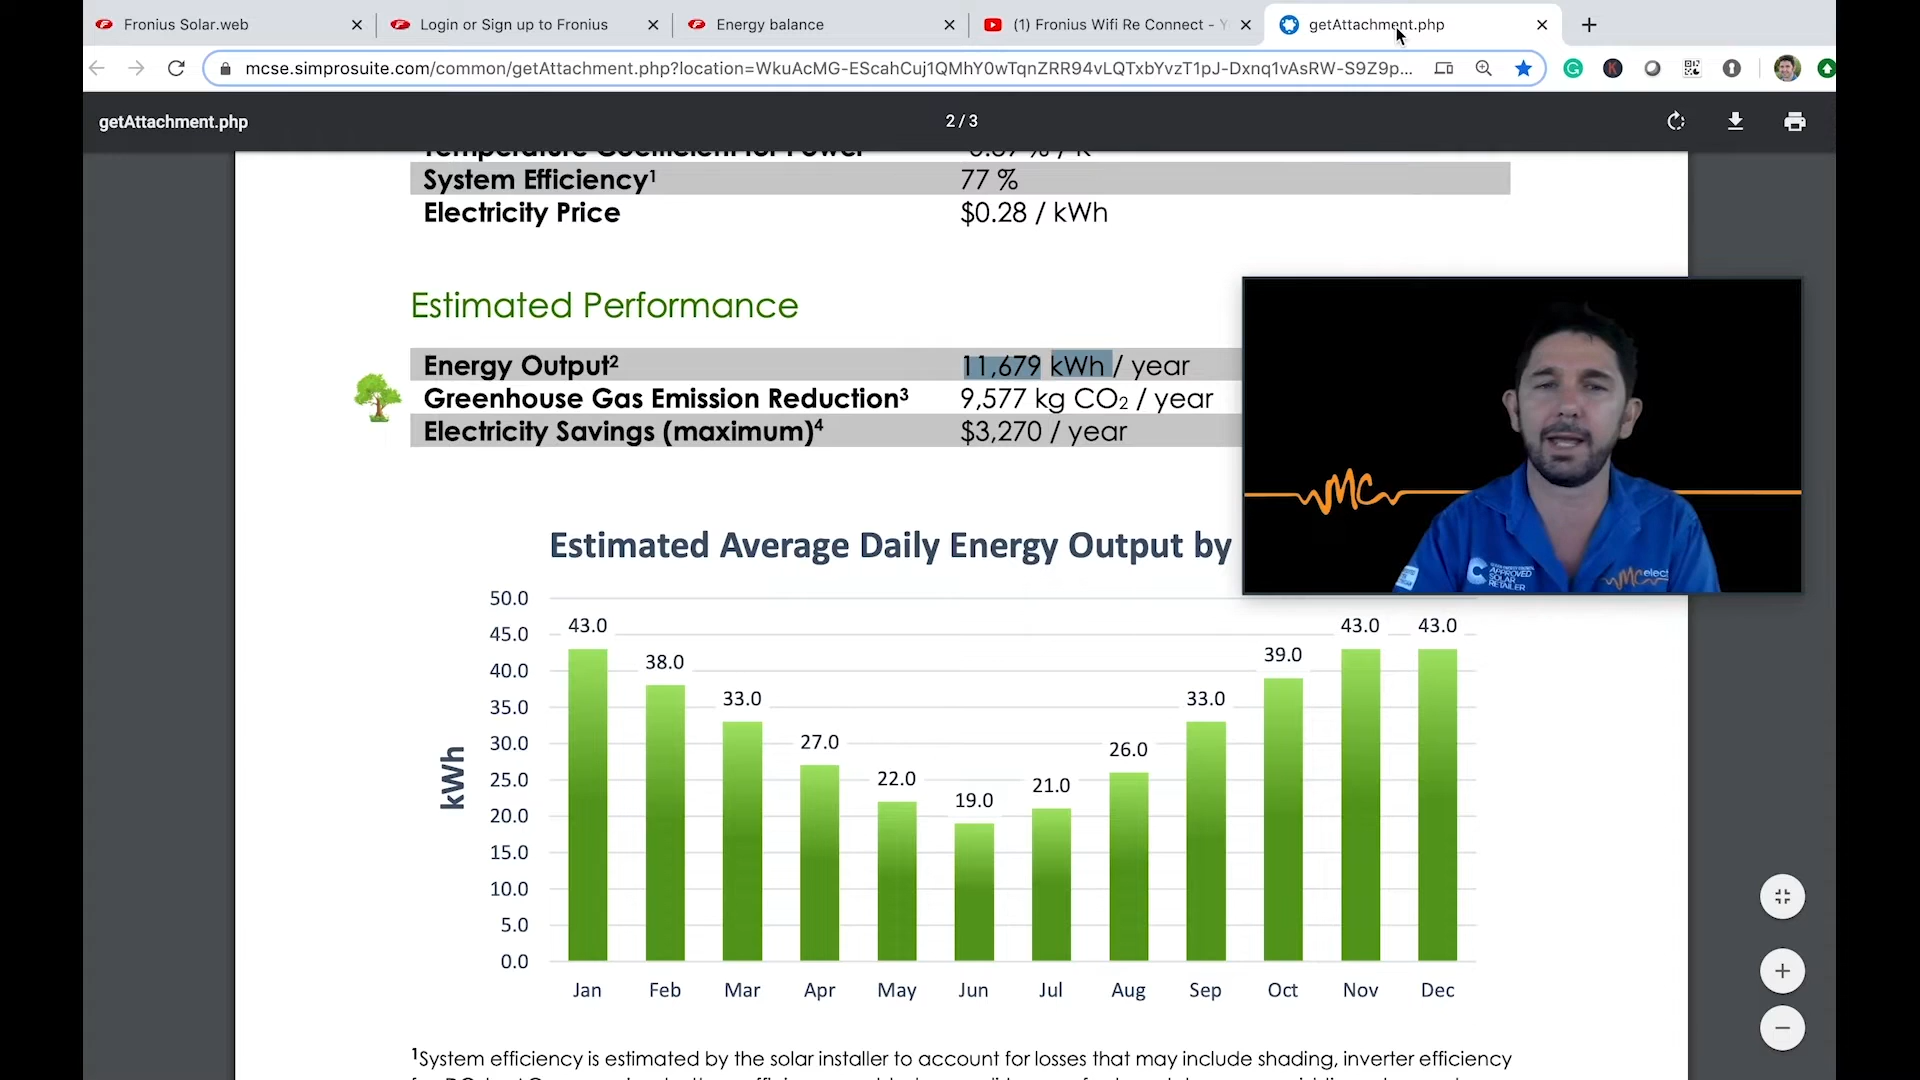 Fronius Solar.web
Login or Sign up to Fronius
Energy balance
(1) Fronius Wifi Re Connect - Y
getAttachment.php
mcse.simprosuite.com/common/getAttachment.php?location=WkuAcMG-EScahCuj1QMhY0wTqnZRR94vLQTxbYvzT1pJ-Dxnq1vAsRW-S9Z9p...
getAttachment.php
2 / 3
System Efficiency¹ 77 %
Electricity Price $0.28 / kWh
Estimated Performance
Energy Output² 11,679 kWh / year
Greenhouse Gas Emission Reduction³ 9,577 kg CO₂ / year
Electricity Savings (maximum)⁴ $3,270 / year
MC
APPROVED
SOLAR
RETAILER
MC elec
Estimated Average Daily Energy Output by
kWh
50.0
45.0
40.0
35.0
30.0
25.0
20.0
15.0
10.0
5.0
0.0
43.0 38.0 33.0 27.0 22.0 19.0 21.0 26.0 33.0 39.0 43.0 43.0
Jan Feb Mar Apr May Jun Jul Aug Sep Oct Nov Dec
¹System efficiency is estimated by the solar installer to account for losses that may include shading, inverter efficiency